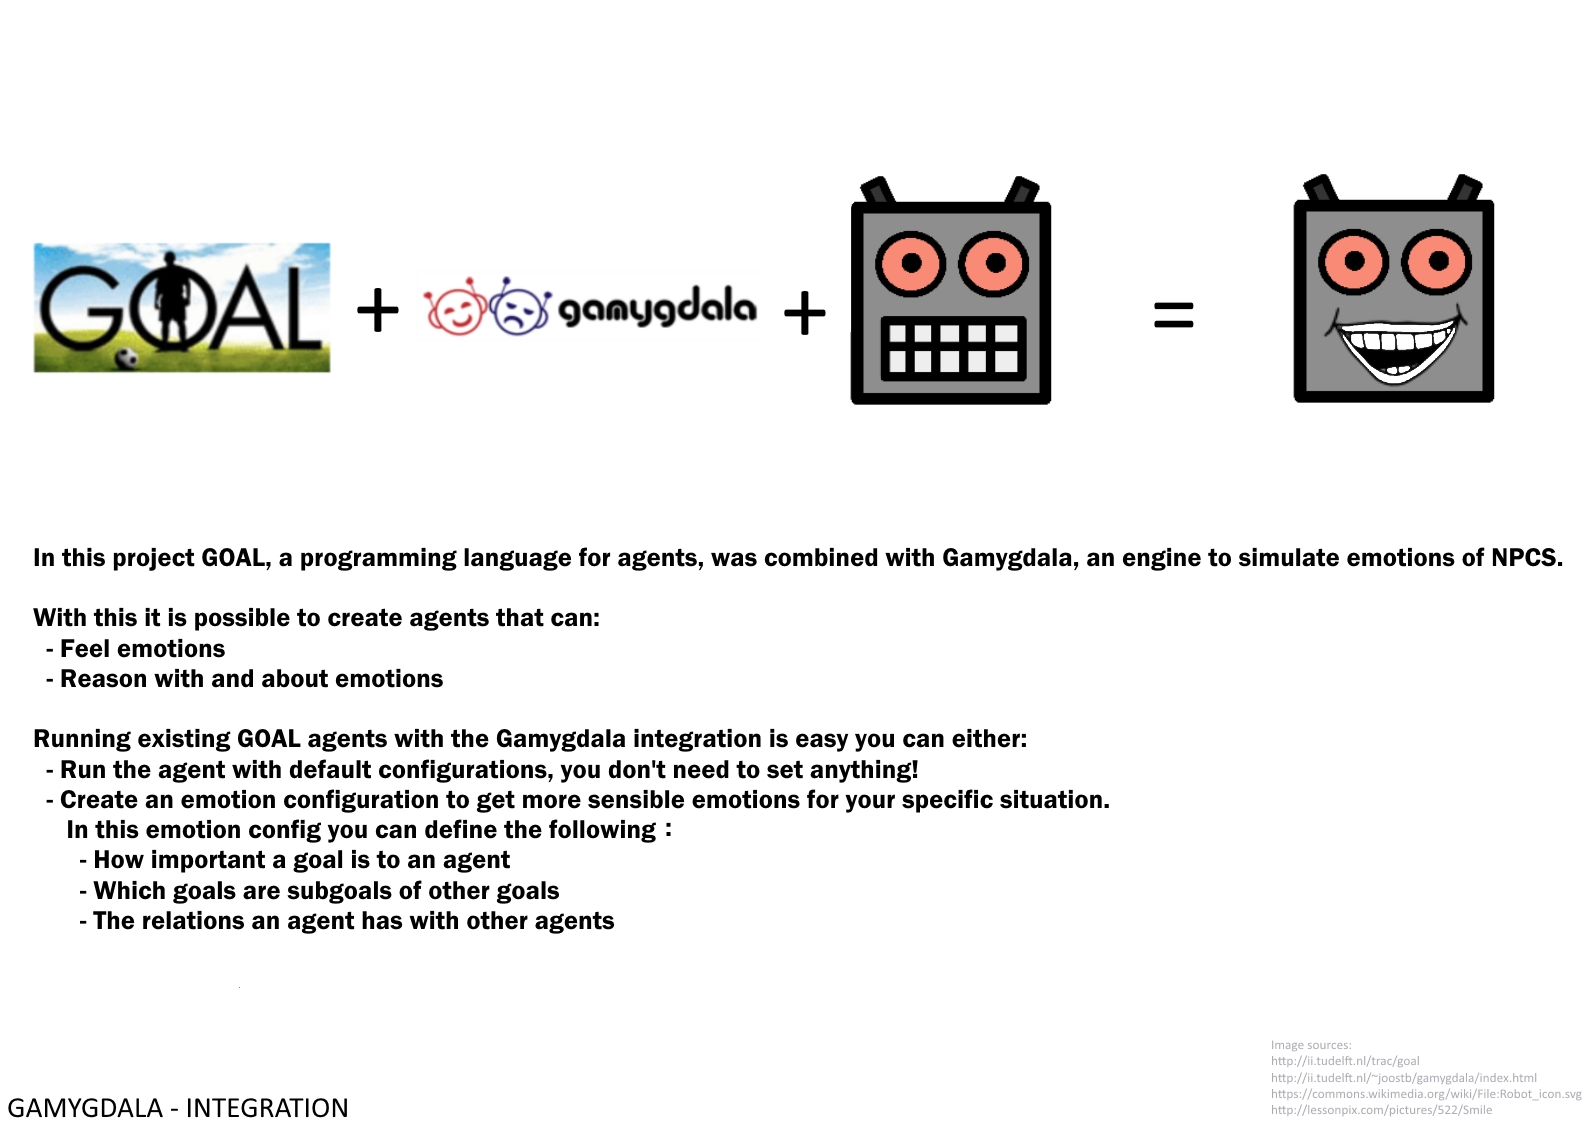 GOAL + gamygdala + =
In this project GOAL, a programming language for agents, was combined with Gamygdala, an engine to simulate emotions of NPCS.
With this it is possible to create agents that can:
- Feel emotions
- Reason with and about emotions
Running existing GOAL agents with the Gamygdala integration is easy you can either:
- Run the agent with default configurations, you don't need to set anything!
- Create an emotion configuration to get more sensible emotions for your specific situation.
In this emotion config you can define the following :
- How important a goal is to an agent
- Which goals are subgoals of other goals
- The relations an agent has with other agents
Image sources:
http://ii.tudelft.nl/trac/goal
http://ii.tudelft.nl/~joostb/gamygdala/index.html
https://commons.wikimedia.org/wiki/File:Robot_icon.svg
http://lessonpix.com/pictures/522/Smile
GAMYGDALA - INTEGRATION